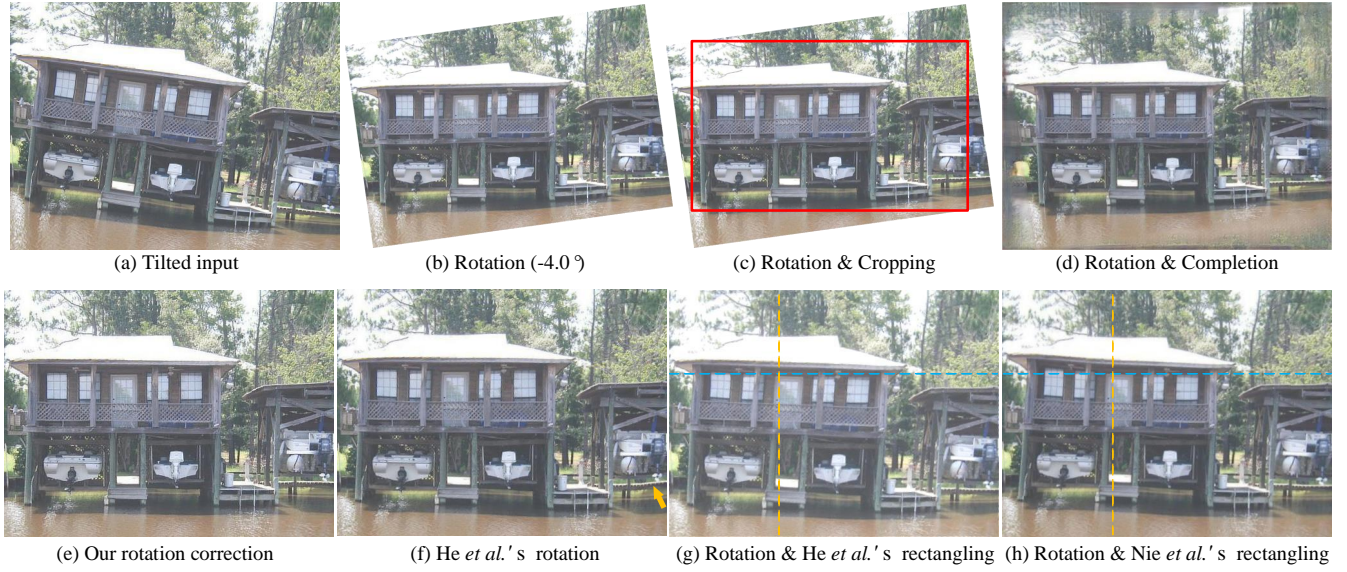 (a) Tilted input
(b) Rotation (-4.0°)
(c) Rotation & Cropping
(d) Rotation & Completion
(e) Our rotation correction
(f) He et al.'s rotation
(g) Rotation & He et al.'s rectangling
(h) Rotation & Nie et al.'s rectangling